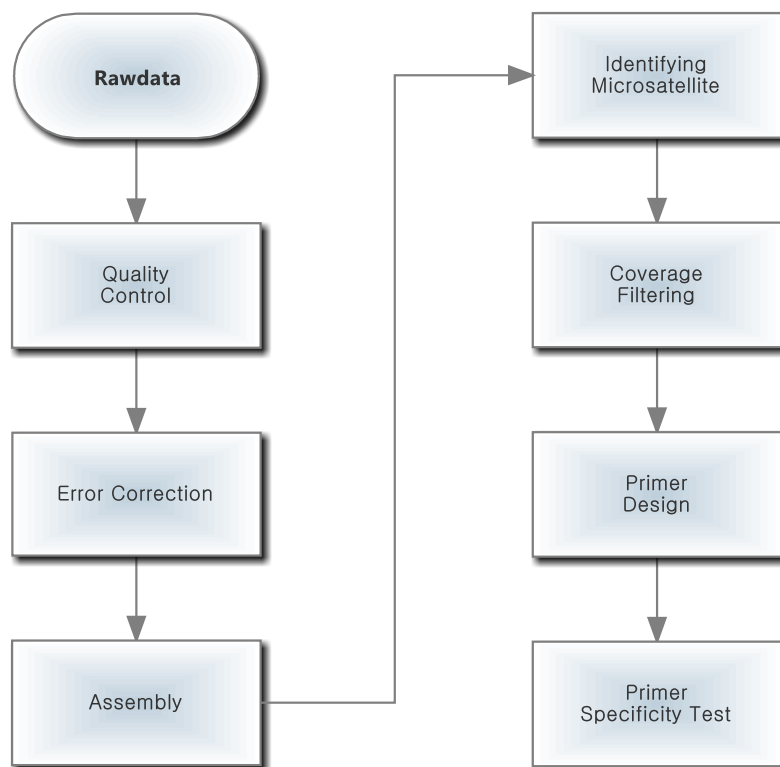 Rawdata
Quality
Control
Error Correction
Assembly
Identifying
Microsatellite
Coverage
Filtering
Primer
Design
Primer
Specificity Test